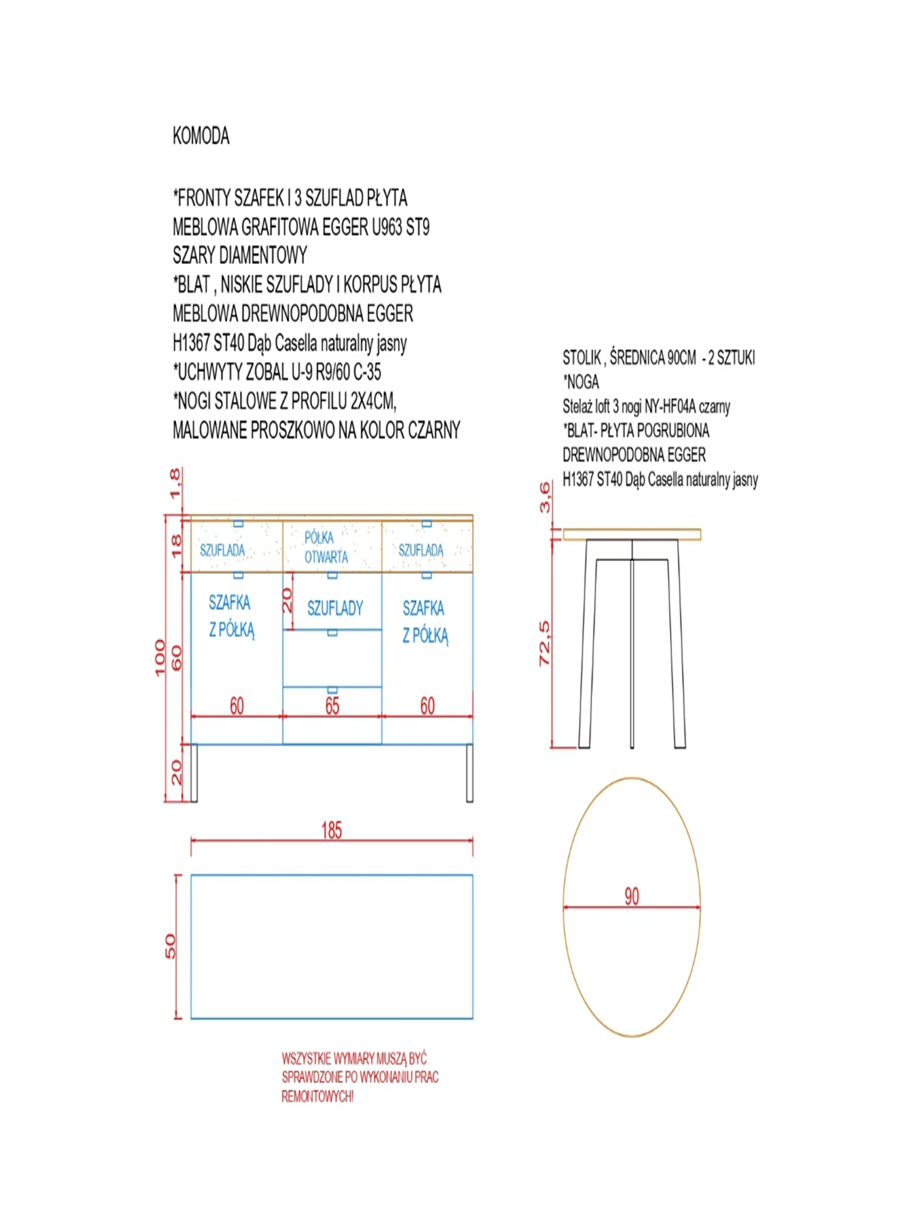 KOMODA
*FRONTY SZAFEK I 3 SZUFLAD PŁYTA
MEBLOWA GRAFITOWA EGGER U963 ST9
SZARY DIAMENTOWY
*BLAT , NISKIE SZUFLADY I KORPUS PŁYTA
MEBLOWA DREWNOPODOBNA EGGER
H1367 ST40 Dąb Casella naturalny jasny
*UCHWYTY ZOBAL U-9 R9/60 C-35
*NOGI STALOWE Z PROFILU 2X4CM,
MALOWANE PROSZKOWO NA KOLOR CZARNY
STOLIK , ŚREDNICA 90CM - 2 SZTUKI
*NOGA
Stelaż loft 3 nogi NY-HF04A czarny
*BLAT- PŁYTA POGRUBIONA
DREWNOPODOBNA EGGER
H1367 ST40 Dąb Casella naturalny jasny
1,8
18
100
60
20
SZUFLADA
PÓŁKA
OTWARTA
SZUFLADA
SZAFKA
Z PÓŁKĄ
20
SZUFLADY
SZAFKA
Z PÓŁKĄ
60
65
60
185
50
3,6
72,5
90
WSZYSTKIE WYMIARY MUSZĄ BYĆ
SPRAWDZONE PO WYKONANIU PRAC
REMONTOWYCH!